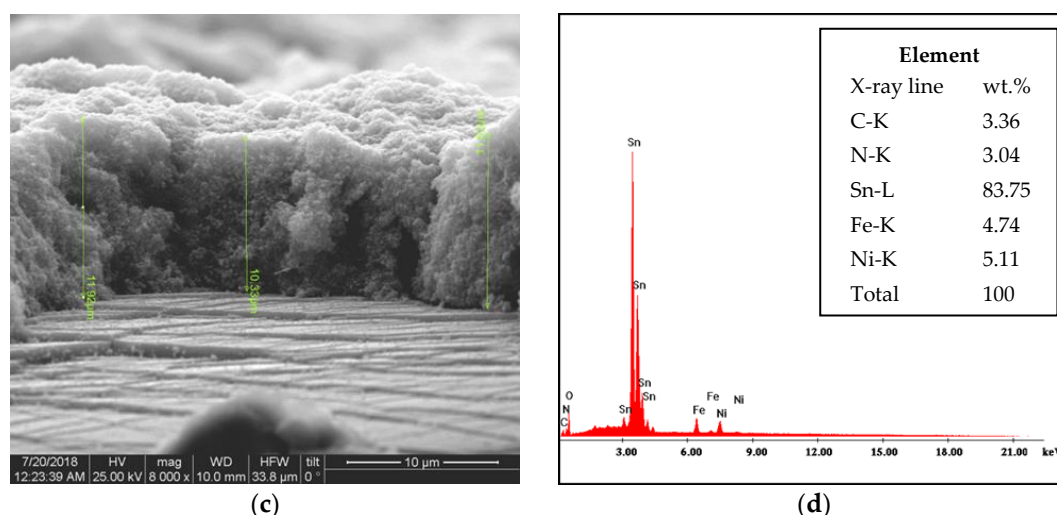 11.92µm
10.33µm
7/20/2018 HV mag WD HFW tilt 10 µm
12:23:39 AM 25.00 kV 8 000 x 10.0 mm 33.8 µm 0 °
(c)
Element
X-ray line wt.%
C-K 3.36
N-K 3.04
Sn-L 83.75
Fe-K 4.74
Ni-K 5.11
Total 100
Sn
Sn
Sn
Sn
Sn
O
N
C
Fe
Fe
Ni
Ni
3.00 6.00 9.00 12.00 15.00 18.00 21.00 keV
(d)